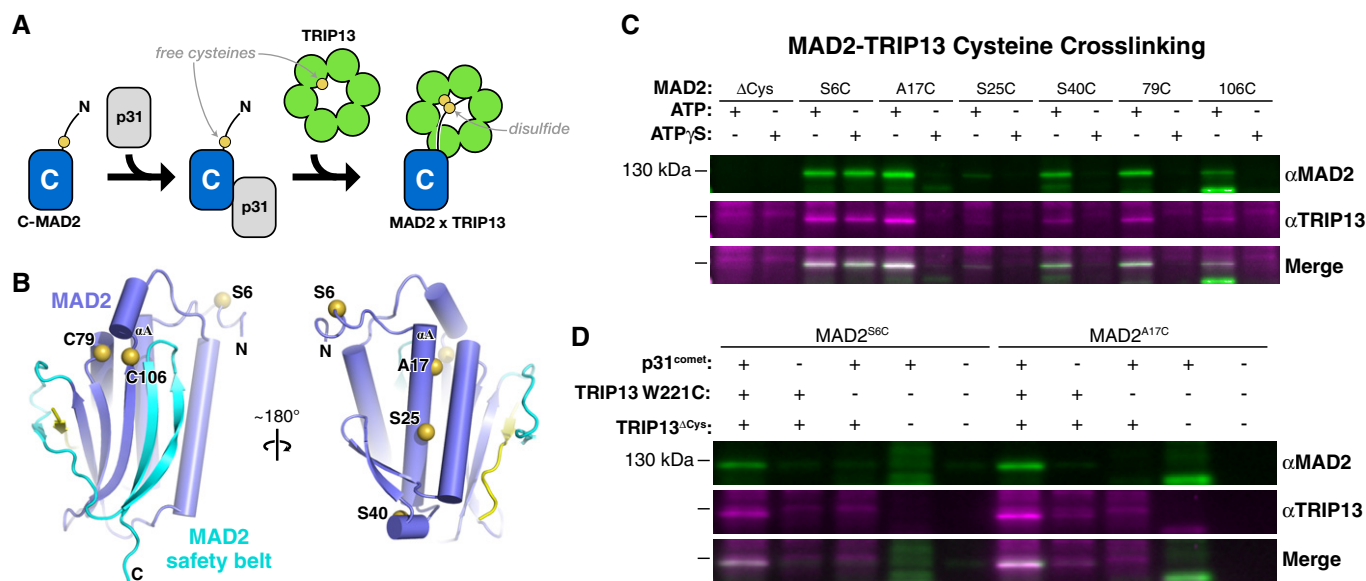 A
free cysteines
TRIP13
N
p31
N
disulfide
C
C
p31
C
C-MAD2
MAD2 x TRIP13
B
MAD2
S6
N
αA
C79
C106
~180°
MAD2
safety belt
C
S6
N
αA
A17
S25
S40
C
MAD2-TRIP13 Cysteine Crosslinking
MAD2: ΔCys S6C A17C S25C S40C 79C 106C
ATP: + - + - + - + - + - + - + -
ATPγS: - + - + - + - + - + - + - +
130 kDa
αMAD2
αTRIP13
Merge
D
MAD2S6C MAD2A17C
p31comet: + - + + - + - + + -
TRIP13 W221C + + - - - + + - - -
TRIP13ΔCys: + + + - - + + + - -
130 kDa
αMAD2
αTRIP13
Merge